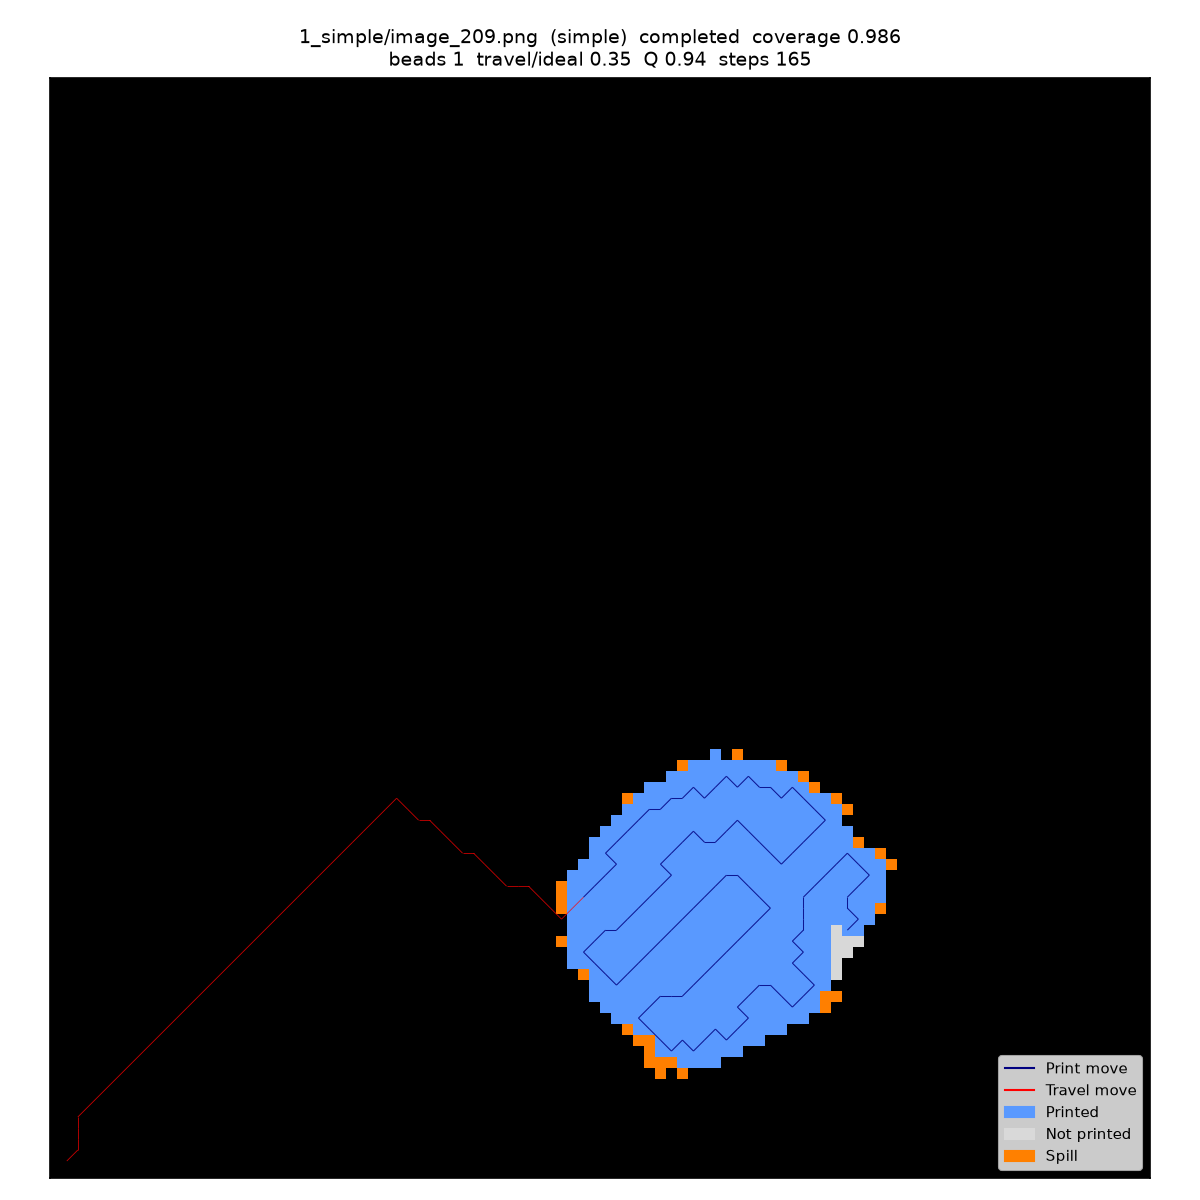 1_simple/image_209.png  (simple)  completed  coverage 0.986
beads 1  travel/ideal 0.35  Q 0.94  steps 165
Print move
Travel move
Printed
Not printed
Spill